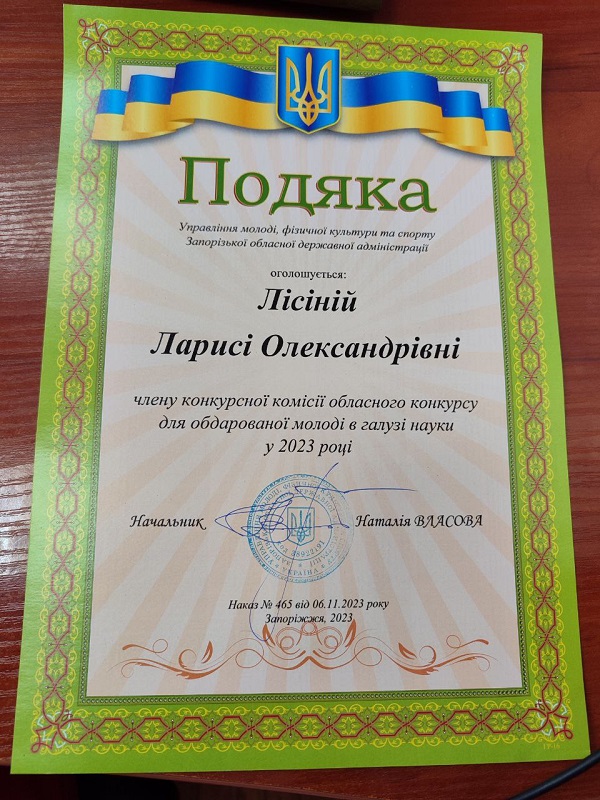 Подяка
Управління молоді, фізичної культури та спорту
Запорізької обласної державної адміністрації
оголошується:
Лісіній
Ларисі Олександрівні
члену конкурсної комісії обласного конкурсу
для обдарованої молоді в галузі науки
у 2023 році
Начальник Наталія ВЛАСОВА
Наказ № 465 від 06.11.2023 року
Запоріжжя, 2023